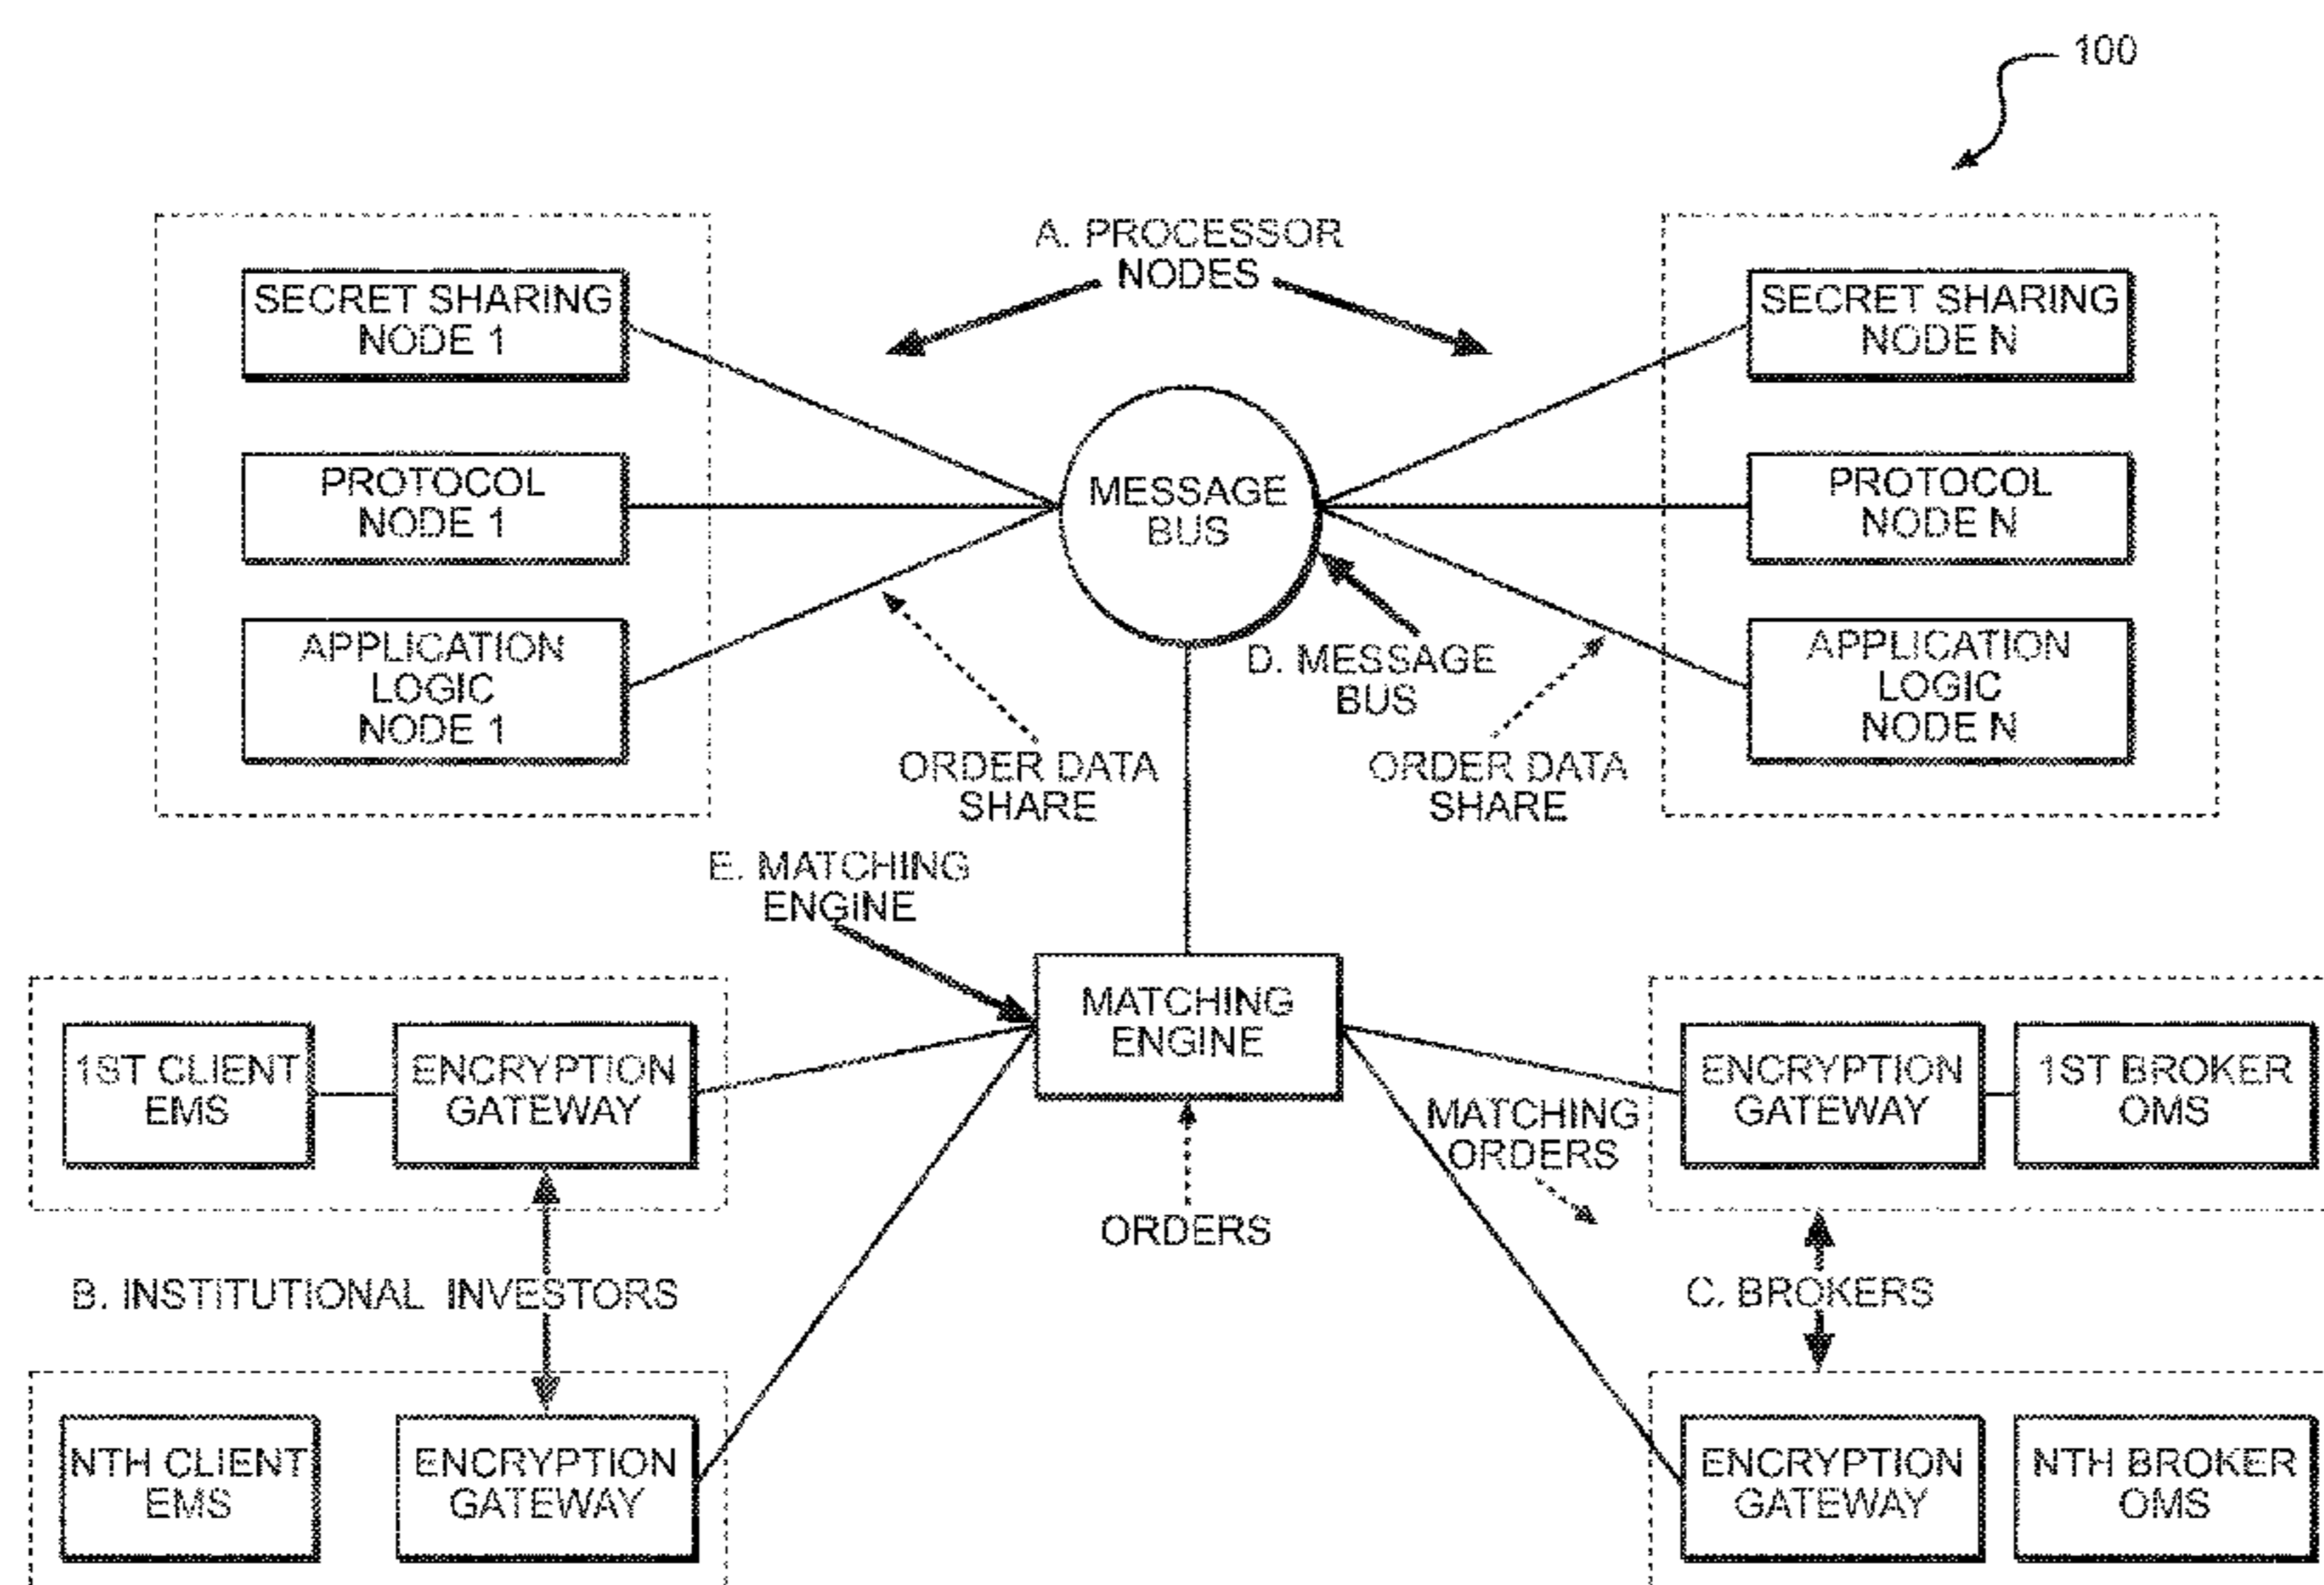 100
A. PROCESSOR
NODES
SECRET SHARING
NODE 1
PROTOCOL
NODE 1
APPLICATION
LOGIC
NODE 1
MESSAGE
BUS
SECRET SHARING
NODE N
PROTOCOL
NODE N
APPLICATION
LOGIC
NODE N
D. MESSAGE
BUS
ORDER DATA
SHARE
ORDER DATA
SHARE
E. MATCHING
ENGINE
MATCHING
ENGINE
1ST CLIENT
EMS
ENCRYPTION
GATEWAY
ENCRYPTION
GATEWAY
1ST BROKER
OMS
MATCHING
ORDERS
ORDERS
B. INSTITUTIONAL INVESTORS
C. BROKERS
NTH CLIENT
EMS
ENCRYPTION
GATEWAY
ENCRYPTION
GATEWAY
NTH BROKER
OMS